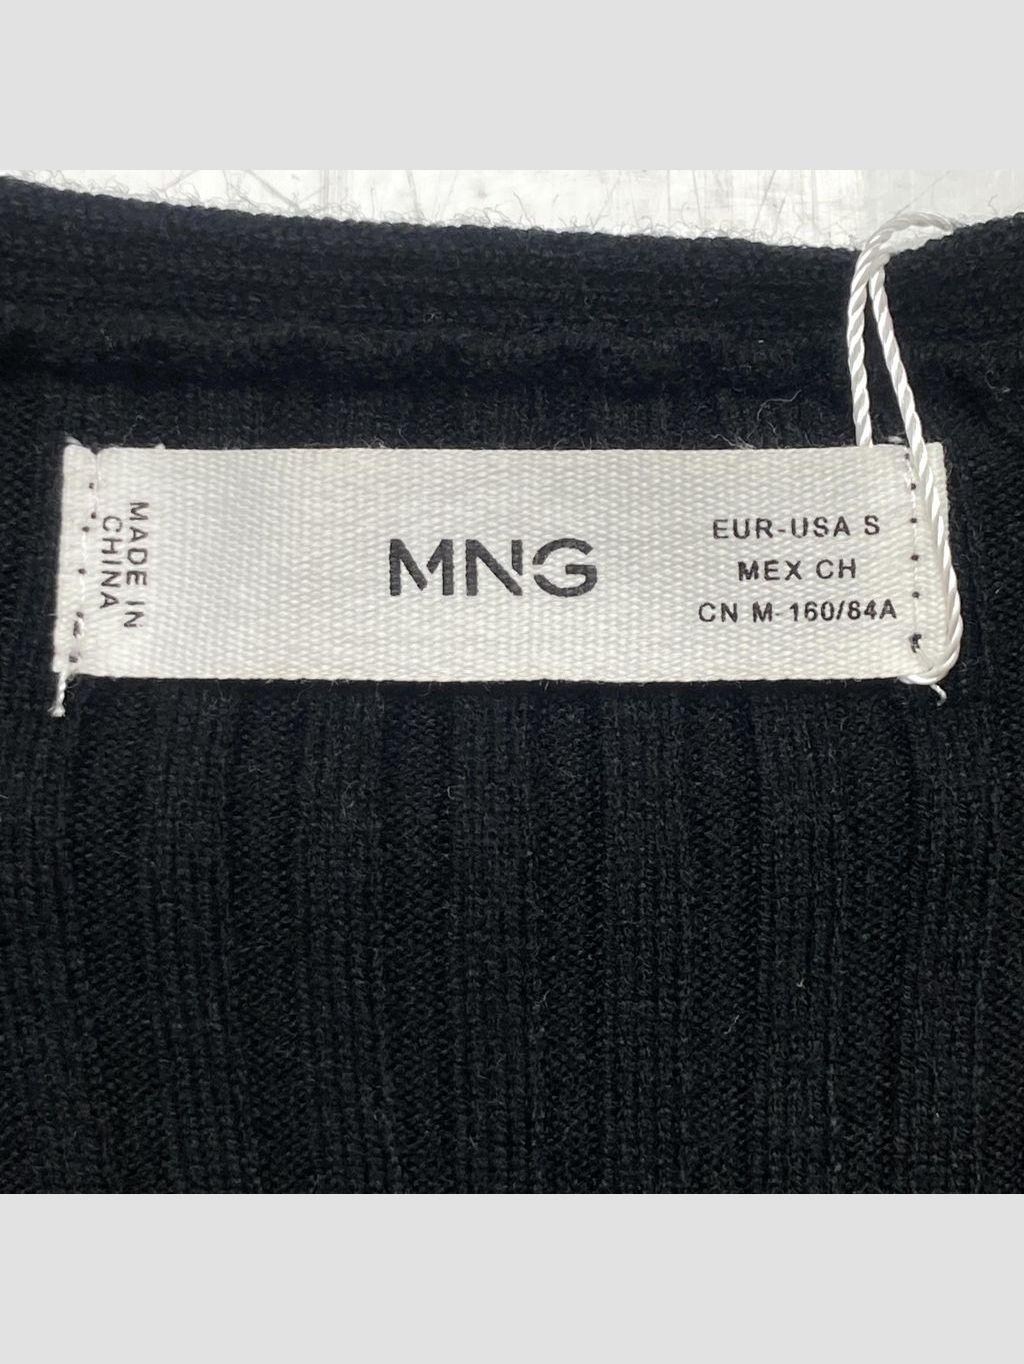 MADE IN
CHINA
MNG
EUR-USA S
MEX CH
CN M-160/84A